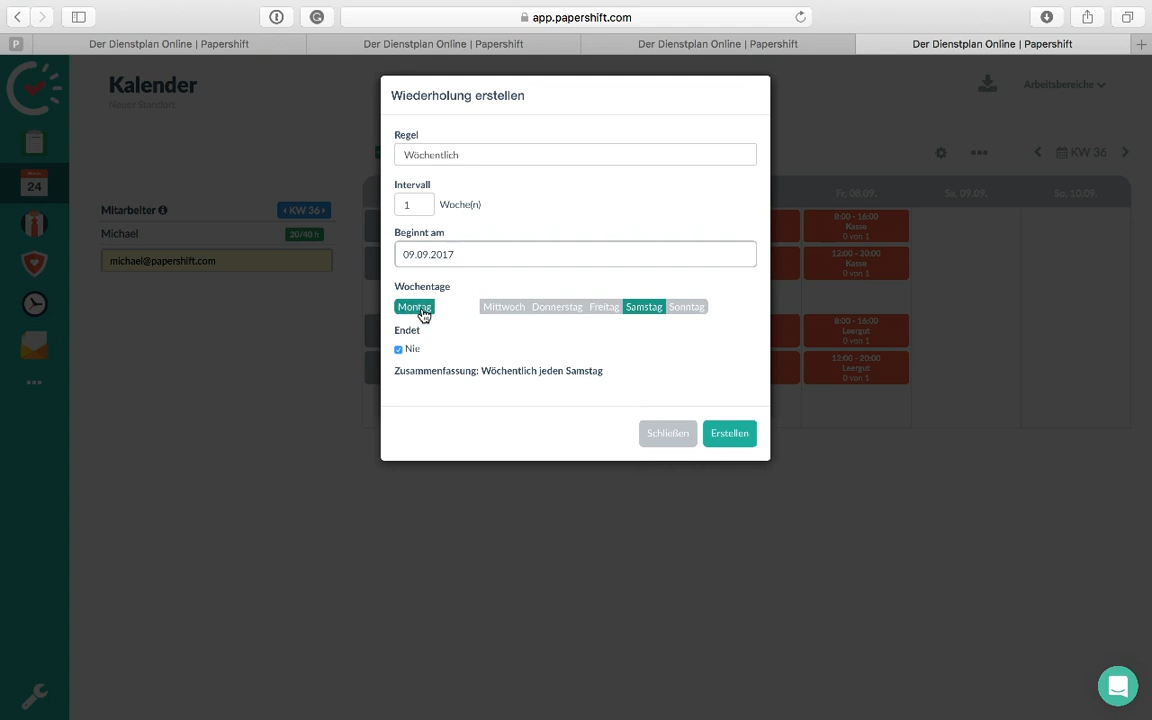 app.papershift.com
P
Der Dienstplan Online | Papershift
Der Dienstplan Online | Papershift
Der Dienstplan Online | Papershift
Der Dienstplan Online | Papershift
Kalender
Neuer Standort
Arbeitsbereiche
24
KW 36
Mitarbeiter
KW 36
Michael
20/40 h
michael@papershift.com
Fr. 08.09.
Sa. 09.09.
So. 10.09.
8:00 - 16:00
Kasse
0 von 1
12:00 - 20:00
Kasse
0 von 1
8:00 - 16:00
Leergut
0 von 1
12:00 - 20:00
Leergut
0 von 1
Wiederholung erstellen
Regel
Wöchentlich
Intervall
1 Woche(n)
Beginnt am
09.09.2017
Wochentage
Montag Mittwoch Donnerstag Freitag Samstag Sonntag
Endet
Nie
Zusammenfassung: Wöchentlich jeden Samstag
Schließen
Erstellen